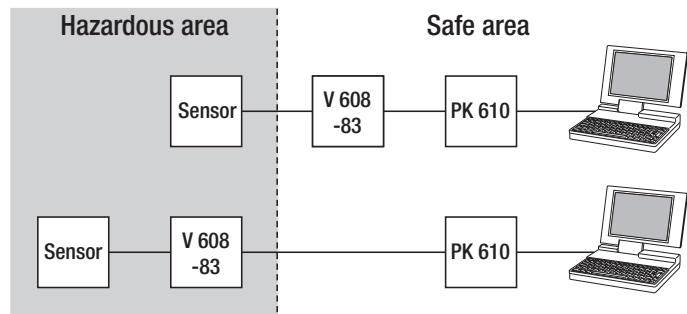 Hazardous area
Safe area
Sensor
V 608
-83
PK 610
Sensor
V 608
-83
PK 610